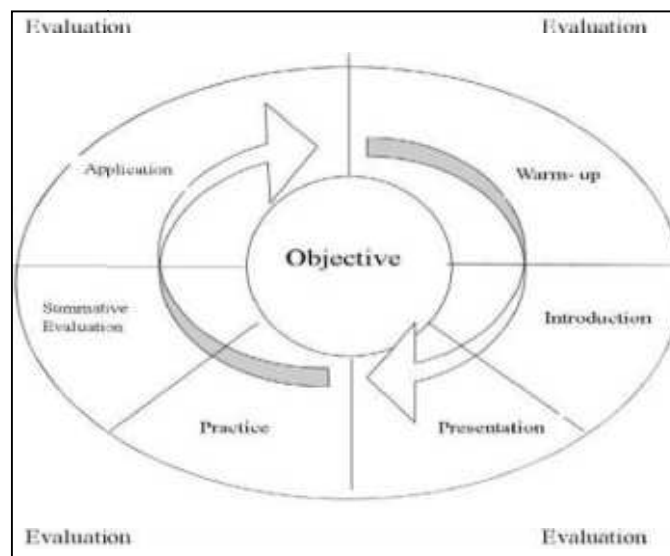 Evaluation
Evaluation
Application
Warm- up
Objective
Summative
Evaluation
Introduction
Practice
Presentation
Evaluation
Evaluation